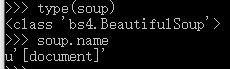 >>> type(soup)
<class 'bs4.BeautifulSoup'>
>>> soup.name
u'[document]'